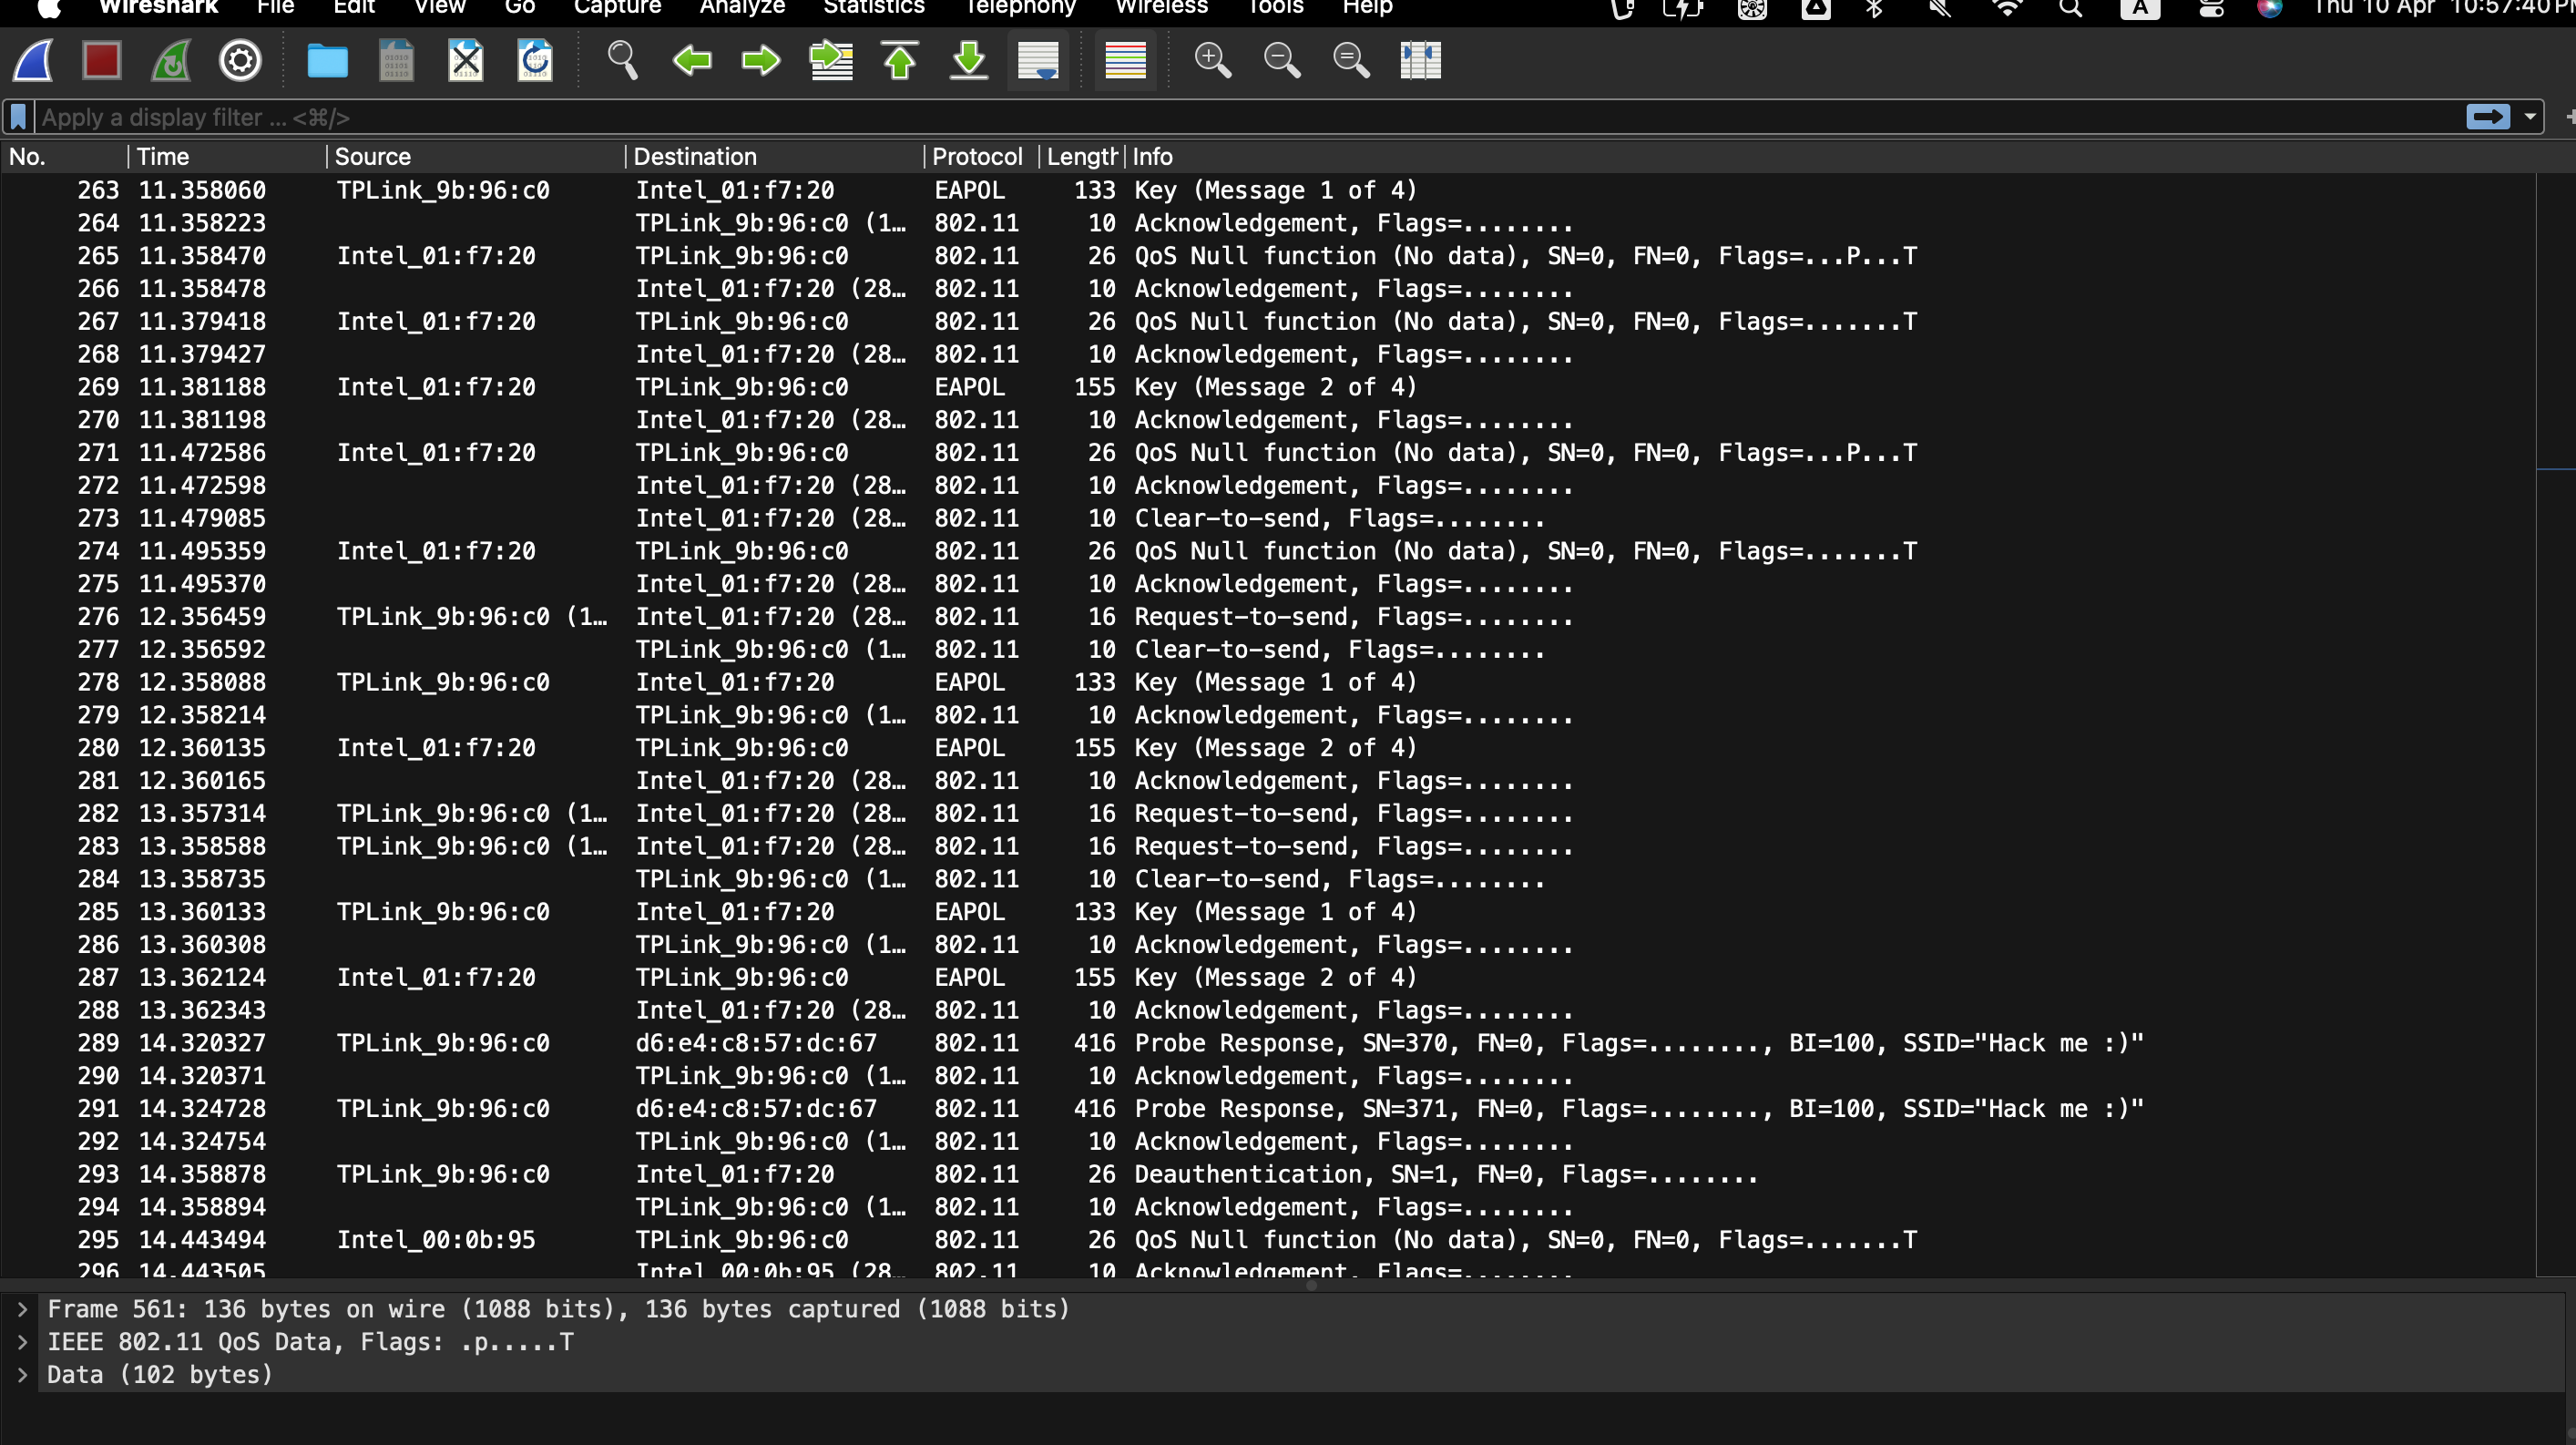 Wireshark File Edit View Go Capture Analyze Statistics Telephony Wireless Tools Help A Thu 10 Apr 10:57:40 PM
Apply a display filter ... <⌘/>
No. Time Source Destination Protocol Length Info
263 11.358060 TPLink_9b:96:c0 Intel_01:f7:20 EAPOL 133 Key (Message 1 of 4)
264 11.358223 TPLink_9b:96:c0 (1… 802.11 10 Acknowledgement, Flags=........
265 11.358470 Intel_01:f7:20 TPLink_9b:96:c0 802.11 26 QoS Null function (No data), SN=0, FN=0, Flags=...P...T
266 11.358478 Intel_01:f7:20 (28… 802.11 10 Acknowledgement, Flags=........
267 11.379418 Intel_01:f7:20 TPLink_9b:96:c0 802.11 26 QoS Null function (No data), SN=0, FN=0, Flags=.......T
268 11.379427 Intel_01:f7:20 (28… 802.11 10 Acknowledgement, Flags=........
269 11.381188 Intel_01:f7:20 TPLink_9b:96:c0 EAPOL 155 Key (Message 2 of 4)
270 11.381198 Intel_01:f7:20 (28… 802.11 10 Acknowledgement, Flags=........
271 11.472586 Intel_01:f7:20 TPLink_9b:96:c0 802.11 26 QoS Null function (No data), SN=0, FN=0, Flags=...P...T
272 11.472598 Intel_01:f7:20 (28… 802.11 10 Acknowledgement, Flags=........
273 11.479085 Intel_01:f7:20 (28… 802.11 10 Clear-to-send, Flags=........
274 11.495359 Intel_01:f7:20 TPLink_9b:96:c0 802.11 26 QoS Null function (No data), SN=0, FN=0, Flags=.......T
275 11.495370 Intel_01:f7:20 (28… 802.11 10 Acknowledgement, Flags=........
276 12.356459 TPLink_9b:96:c0 (1… Intel_01:f7:20 (28… 802.11 16 Request-to-send, Flags=........
277 12.356592 TPLink_9b:96:c0 (1… 802.11 10 Clear-to-send, Flags=........
278 12.358088 TPLink_9b:96:c0 Intel_01:f7:20 EAPOL 133 Key (Message 1 of 4)
279 12.358214 TPLink_9b:96:c0 (1… 802.11 10 Acknowledgement, Flags=........
280 12.360135 Intel_01:f7:20 TPLink_9b:96:c0 EAPOL 155 Key (Message 2 of 4)
281 12.360165 Intel_01:f7:20 (28… 802.11 10 Acknowledgement, Flags=........
282 13.357314 TPLink_9b:96:c0 (1… Intel_01:f7:20 (28… 802.11 16 Request-to-send, Flags=........
283 13.358588 TPLink_9b:96:c0 (1… Intel_01:f7:20 (28… 802.11 16 Request-to-send, Flags=........
284 13.358735 TPLink_9b:96:c0 (1… 802.11 10 Clear-to-send, Flags=........
285 13.360133 TPLink_9b:96:c0 Intel_01:f7:20 EAPOL 133 Key (Message 1 of 4)
286 13.360308 TPLink_9b:96:c0 (1… 802.11 10 Acknowledgement, Flags=........
287 13.362124 Intel_01:f7:20 TPLink_9b:96:c0 EAPOL 155 Key (Message 2 of 4)
288 13.362343 Intel_01:f7:20 (28… 802.11 10 Acknowledgement, Flags=........
289 14.320327 TPLink_9b:96:c0 d6:e4:c8:57:dc:67 802.11 416 Probe Response, SN=370, FN=0, Flags=........, BI=100, SSID="Hack me :)"
290 14.320371 TPLink_9b:96:c0 (1… 802.11 10 Acknowledgement, Flags=........
291 14.324728 TPLink_9b:96:c0 d6:e4:c8:57:dc:67 802.11 416 Probe Response, SN=371, FN=0, Flags=........, BI=100, SSID="Hack me :)"
292 14.324754 TPLink_9b:96:c0 (1… 802.11 10 Acknowledgement, Flags=........
293 14.358878 TPLink_9b:96:c0 Intel_01:f7:20 802.11 26 Deauthentication, SN=1, FN=0, Flags=........
294 14.358894 TPLink_9b:96:c0 (1… 802.11 10 Acknowledgement, Flags=........
295 14.443494 Intel_00:0b:95 TPLink_9b:96:c0 802.11 26 QoS Null function (No data), SN=0, FN=0, Flags=.......T
296 14.443505 Intel_00:0b:95 (28… 802.11 10 Acknowledgement, Flags=........
Frame 561: 136 bytes on wire (1088 bits), 136 bytes captured (1088 bits)
IEEE 802.11 QoS Data, Flags: .p.....T
Data (102 bytes)